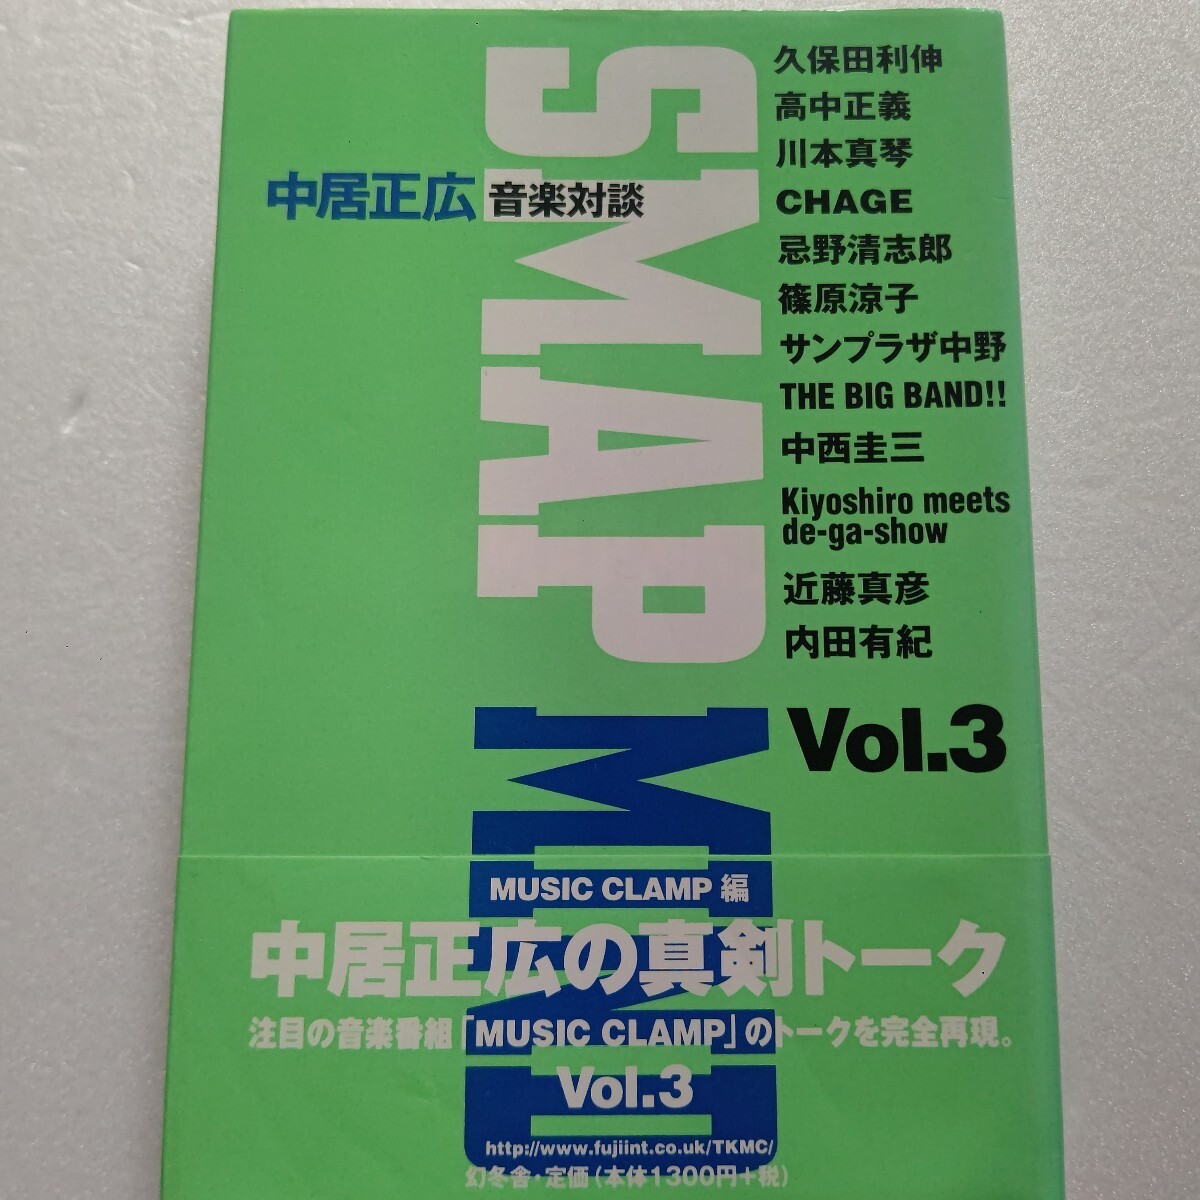 SMAP MIND
中居正広 音楽対談
久保田利伸
高中正義
川本真琴
CHAGE
忌野清志郎
篠原涼子
サンプラザ中野
THE BIG BAND!!
中西圭三
Kiyoshiro meets
de-ga-show
近藤真彦
内田有紀
Vol.3
MUSIC CLAMP 編
中居正広の真剣トーク
注目の音楽番組「MUSIC CLAMP」のトークを完全再現。
Vol.3
http://www.fujiint.co.uk/TKMC/
幻冬舎・定価(本体1300円+税)